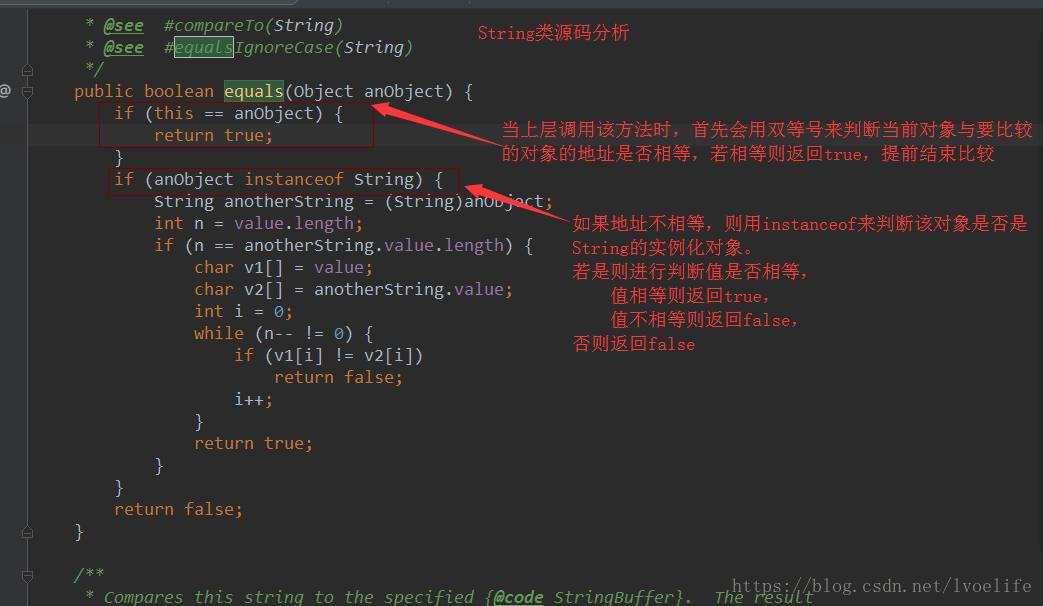 * @see  #compareTo(String)
String类源码分析
* @see  #equalsIgnoreCase(String)
*/
@
public boolean equals(Object anObject) {
if (this == anObject) {
当上层调用该方法时，首先会用双等号来判断当前对象与要比较
return true;
的对象的地址是否相等，若相等则返回true，提前结束比较
}
if (anObject instanceof String) {
String anotherString = (String)anObject;
如果地址不相等，则用instanceof来判断该对象是否是
int n = value.length;
String的实例化对象。
if (n == anotherString.value.length) {
若是则进行判断值是否相等，
char v1[] = value;
值相等则返回true，
char v2[] = anotherString.value;
值不相等则返回false，
int i = 0;
否则返回false
while (n-- != 0) {
if (v1[i] != v2[i])
return false;
i++;
}
return true;
}
}
return false;
}
/**
https://blog.csdn.net/lvoelife
* Compares this string to the specified {@code StringBuffer}.  The result